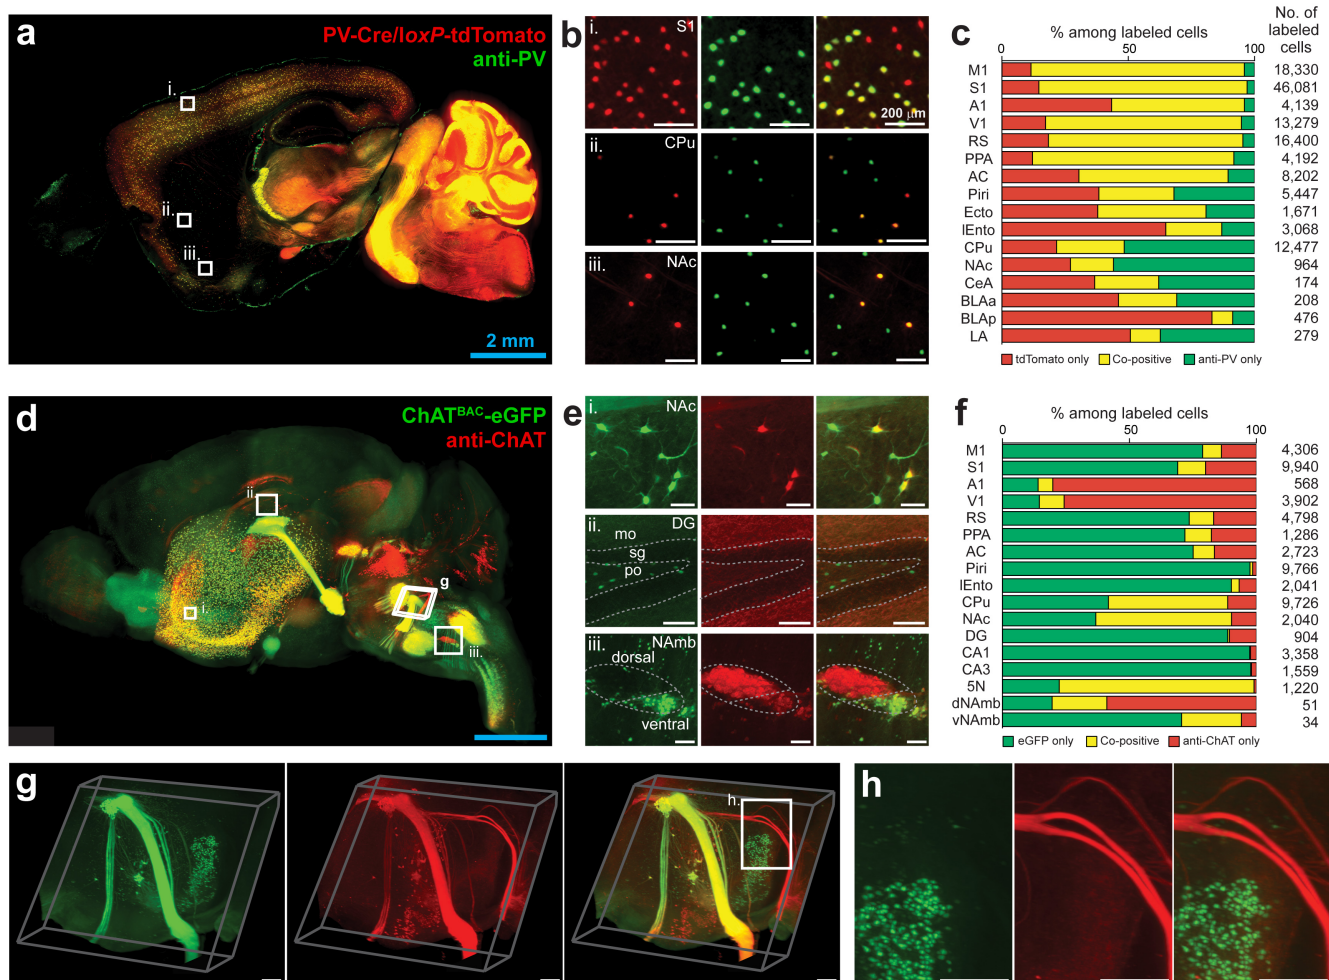 a
PV-Cre/loxP-tdTomato
anti-PV
i.
ii.
iii.
2 mm
b
i.
S1
200 μm
ii.
CPu
iii.
NAc
c
% among labeled cells
No. of
labeled
cells
0 50 100
M1 18,330
S1 46,081
A1 4,139
V1 13,279
RS 16,400
PPA 4,192
AC 8,202
Piri 5,447
Ecto 1,671
lEnto 3,068
CPu 12,477
NAc 964
CeA 174
BLAa 208
BLAp 476
LA 279
tdTomato only Co-positive anti-PV only
d
ChATBAC-eGFP
anti-ChAT
ii.
i.
g
iii.
e
i.
NAc
ii.
DG
mo
sg
po
iii.
NAmb
dorsal
ventral
f
% among labeled cells
0 50 100
M1 4,306
S1 9,940
A1 568
V1 3,902
RS 4,798
PPA 1,286
AC 2,723
Piri 9,766
lEnto 2,041
CPu 9,726
NAc 2,040
DG 904
CA1 3,358
CA3 1,559
5N 1,220
dNAmb 51
vNAmb 34
eGFP only Co-positive anti-ChAT only
g
h.
h